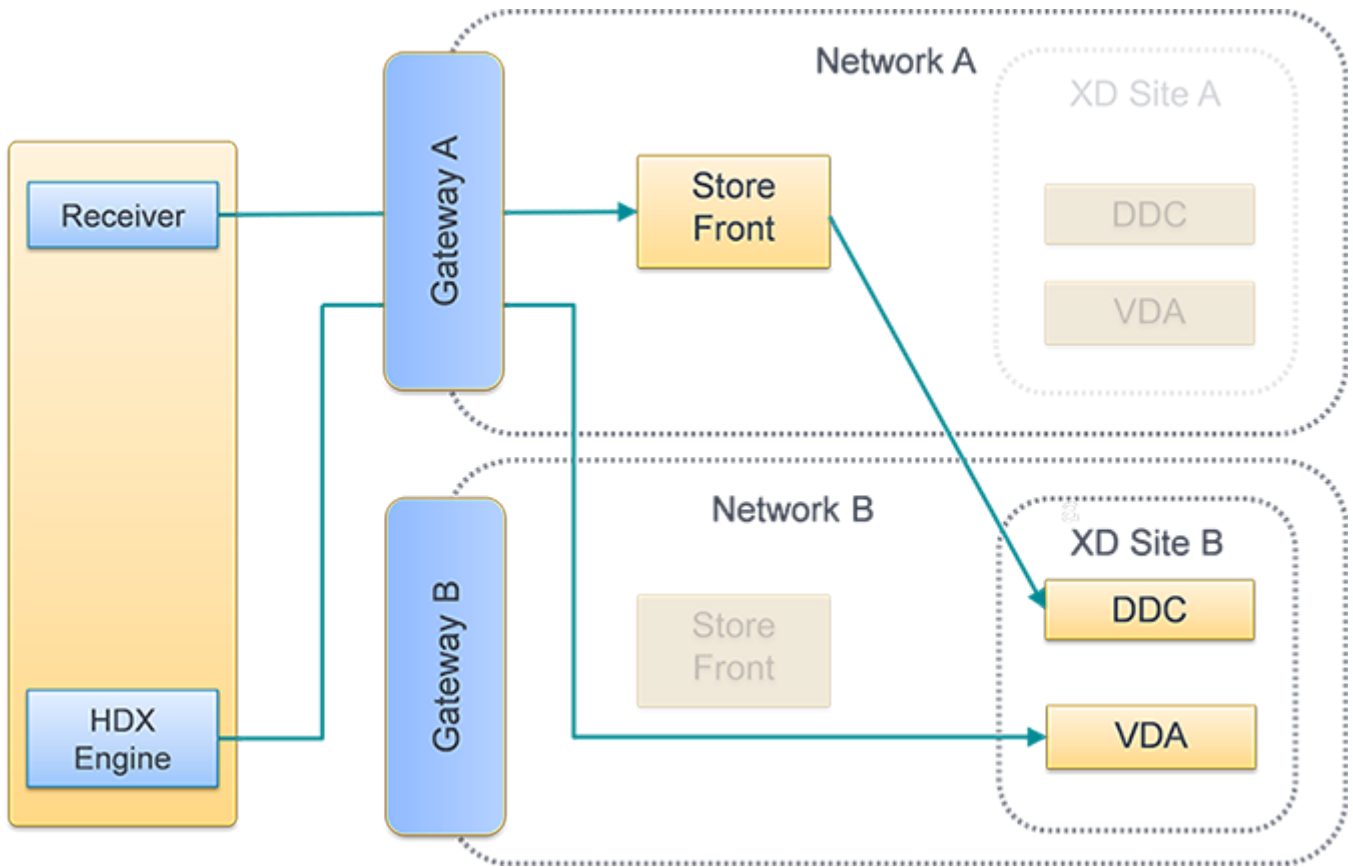 Network A
XD Site A
Gateway A
Receiver
Store
Front
DDC
VDA
Network B
XD Site B
Gateway B
DDC
Store
Front
HDX
Engine
VDA